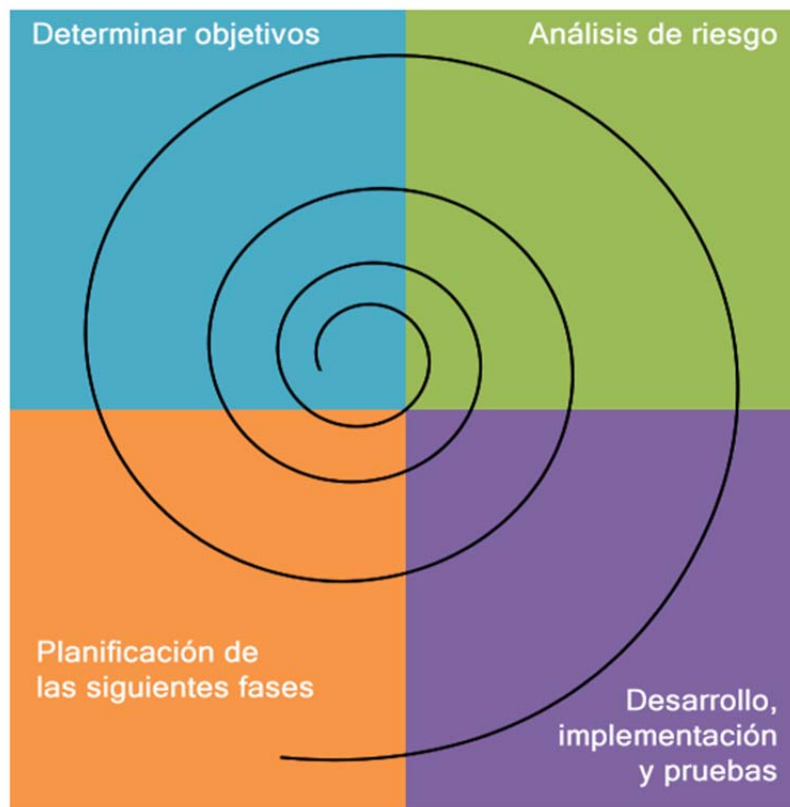 Determinar objetivos
Análisis de riesgo
Planificación de
las siguientes fases
Desarrollo,
implementación
y pruebas